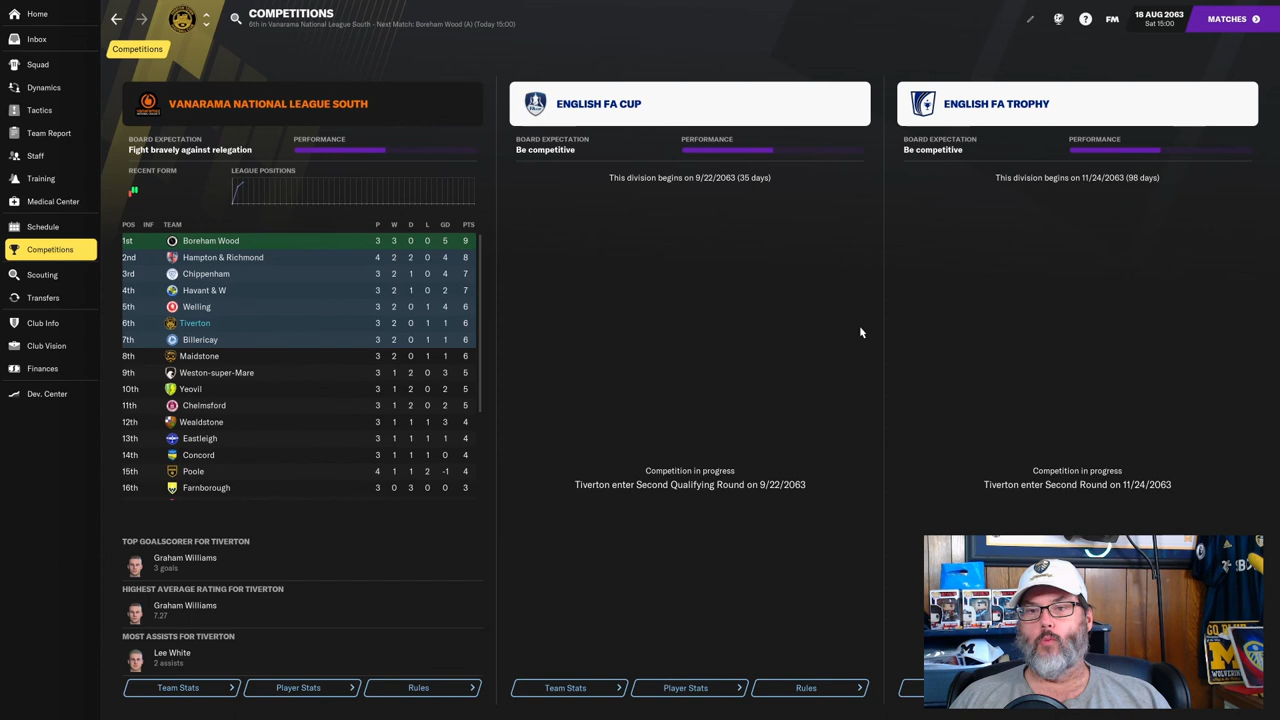 Home
Inbox
Squad
Dynamics
Tactics
Team Report
Staff
Training
Medical Center
Schedule
Competitions
Scouting
Transfers
Club Info
Club Vision
Finances
Dev. Center
COMPETITIONS
6th in Vanarama National League South - Next Match: Boreham Wood (A) (Today 15:00)
FM
18 AUG 2063
Sat 15:00
MATCHES
Competitions
VANARAMA NATIONAL LEAGUE SOUTH
BOARD EXPECTATION
Fight bravely against relegation
PERFORMANCE
RECENT FORM
LEAGUE POSITIONS
POS INF TEAM P W D L GD PTS
1st Boreham Wood 3 3 0 0 5 9
2nd Hampton & Richmond 4 2 2 0 4 8
3rd Chippenham 3 2 1 0 4 7
4th Havant & W 3 2 1 0 2 7
5th Welling 3 2 0 1 4 6
6th Tiverton 3 2 0 1 1 6
7th Billericay 3 2 0 1 1 6
8th Maidstone 3 2 0 1 1 6
9th Weston-super-Mare 3 1 2 0 3 5
10th Yeovil 3 1 2 0 2 5
11th Chelmsford 3 1 2 0 2 5
12th Wealdstone 3 1 1 1 3 4
13th Eastleigh 3 1 1 1 1 4
14th Concord 3 1 1 1 0 4
15th Poole 4 1 1 2 -1 4
16th Farnborough 3 0 3 0 0 3
TOP GOALSCORER FOR TIVERTON
Graham Williams
3 goals
HIGHEST AVERAGE RATING FOR TIVERTON
Graham Williams
7.27
MOST ASSISTS FOR TIVERTON
Lee White
2 assists
Team Stats
Player Stats
Rules
ENGLISH FA CUP
BOARD EXPECTATION
Be competitive
PERFORMANCE
This division begins on 9/22/2063 (35 days)
Competition in progress
Tiverton enter Second Qualifying Round on 9/22/2063
Team Stats
Player Stats
Rules
ENGLISH FA TROPHY
BOARD EXPECTATION
Be competitive
PERFORMANCE
This division begins on 11/24/2063 (98 days)
Competition in progress
Tiverton enter Second Round on 11/24/2063
GO BLUE
M
WOLVERINE